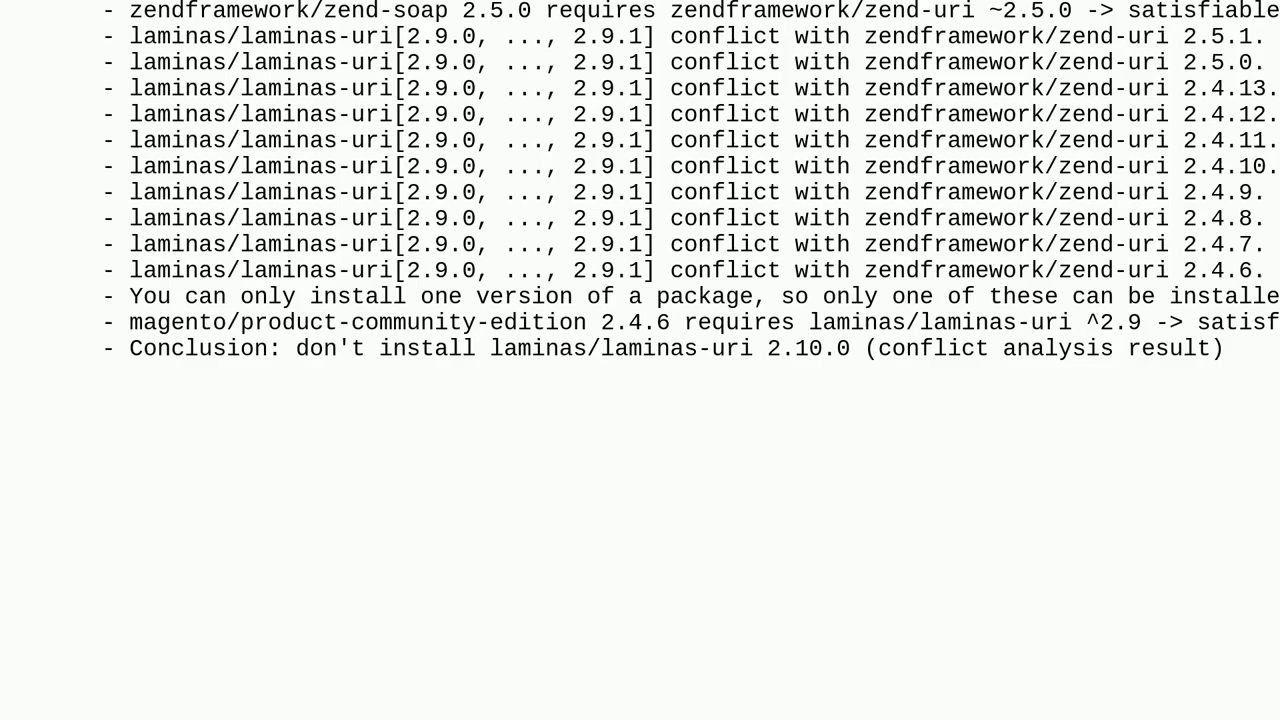 - zendframework/zend-soap 2.5.0 requires zendframework/zend-uri ~2.5.0 -> satisfiable
- laminas/laminas-uri[2.9.0, ..., 2.9.1] conflict with zendframework/zend-uri 2.5.1.
- laminas/laminas-uri[2.9.0, ..., 2.9.1] conflict with zendframework/zend-uri 2.5.0.
- laminas/laminas-uri[2.9.0, ..., 2.9.1] conflict with zendframework/zend-uri 2.4.13.
- laminas/laminas-uri[2.9.0, ..., 2.9.1] conflict with zendframework/zend-uri 2.4.12.
- laminas/laminas-uri[2.9.0, ..., 2.9.1] conflict with zendframework/zend-uri 2.4.11.
- laminas/laminas-uri[2.9.0, ..., 2.9.1] conflict with zendframework/zend-uri 2.4.10.
- laminas/laminas-uri[2.9.0, ..., 2.9.1] conflict with zendframework/zend-uri 2.4.9.
- laminas/laminas-uri[2.9.0, ..., 2.9.1] conflict with zendframework/zend-uri 2.4.8.
- laminas/laminas-uri[2.9.0, ..., 2.9.1] conflict with zendframework/zend-uri 2.4.7.
- laminas/laminas-uri[2.9.0, ..., 2.9.1] conflict with zendframework/zend-uri 2.4.6.
- You can only install one version of a package, so only one of these can be installe
- magento/product-community-edition 2.4.6 requires laminas/laminas-uri ^2.9 -> satisf
- Conclusion: don't install laminas/laminas-uri 2.10.0 (conflict analysis result)